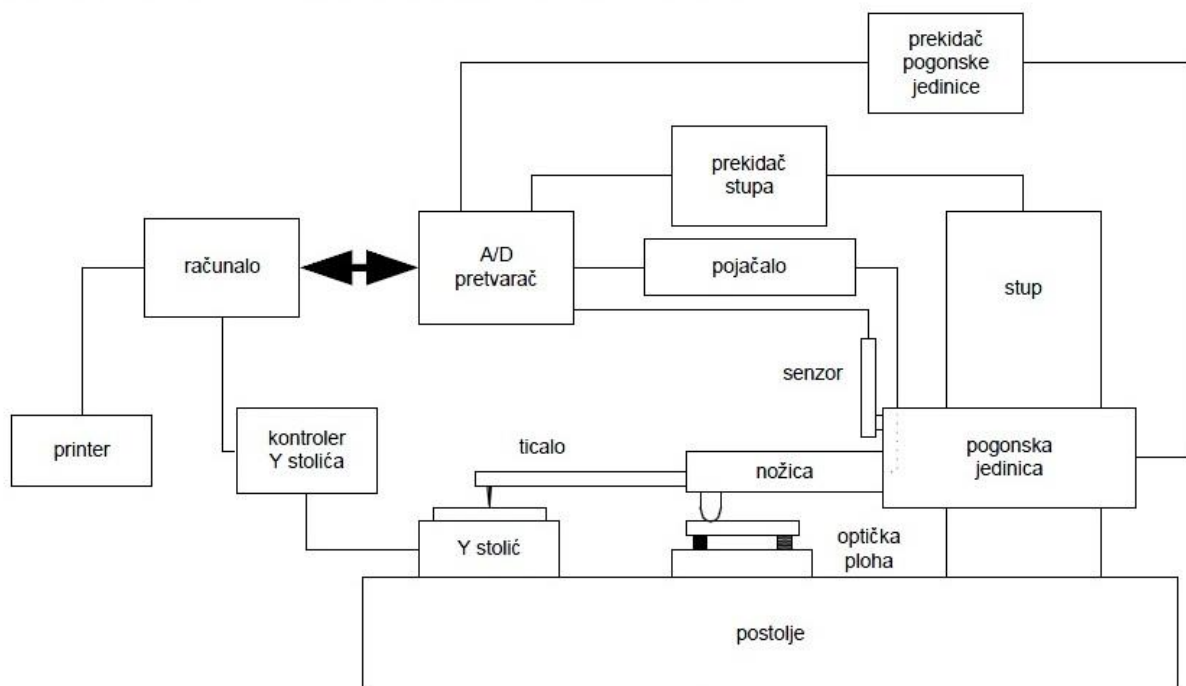 prekidač
pogonske
jedinice
prekidač
stupa
računalo
A/D
pretvarač
pojačalo
stup
senzor
printer
kontroler
Y stolića
ticalo
nožica
pogonska
jedinica
Y stolić
optička
ploha
postolje